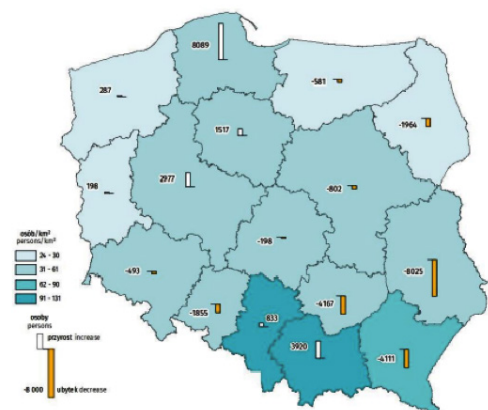 8089
-581
287
-1964
1517
2977
198
-802
-198
-493
-8025
-1855
833
-4167
3920
-4111
osób/km²
persons/km²
24 - 30
31 - 61
62 - 90
91 - 131
osoby
persons
przyrost increase
-8 000 ubytek decrease